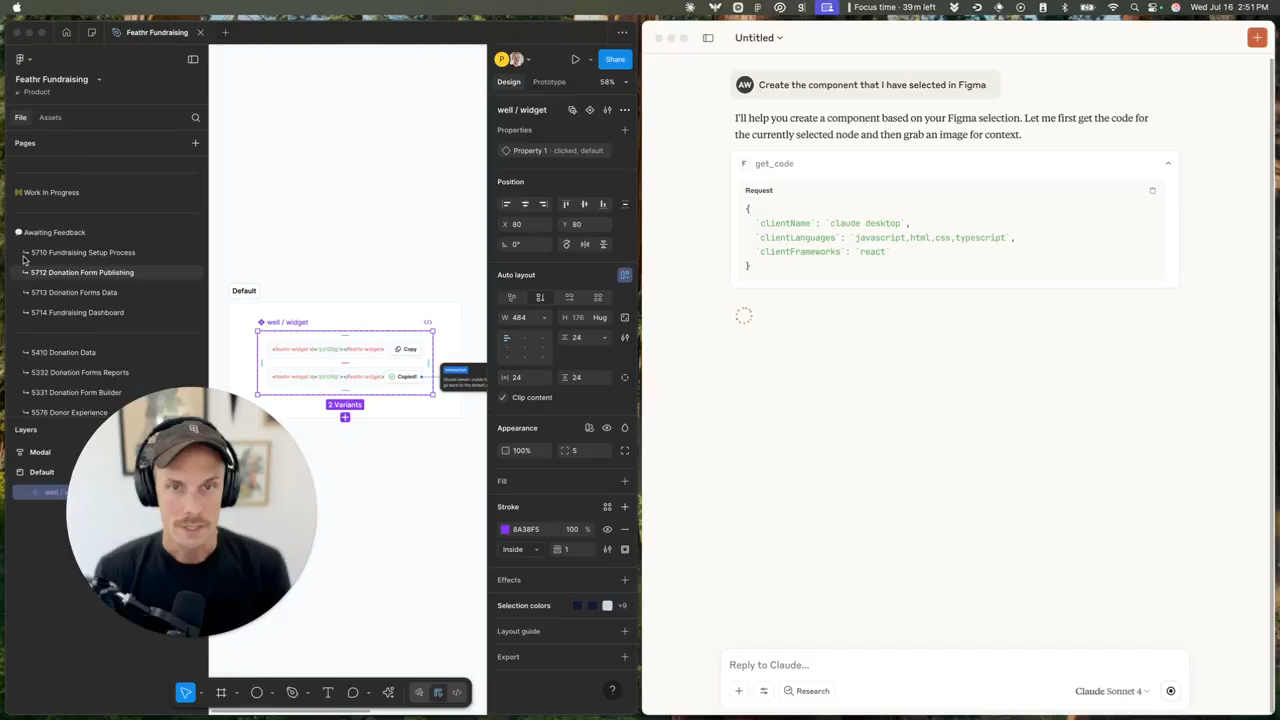 Focus time · 39m left
Wed Jul 16 2:51 PM
Feathr Fundraising
Feathr Fundraising
Product
File
Assets
Pages
Work In Progress
Awaiting Feedback
↳ 5710 Fundraising Setup Process
↳ 5712 Donation Form Publishing
↳ 5713 Donation Forms Data
↳ 5714 Fundraising Dashboard
↳ 5410 Donation Data
↳ 5332 Donation Forms Reports
↳ 5331 Donation Form Builder
↳ 5576 Donor Experience
Layers
Modal
Default
well / w
Default
well / widget
Copy
Copied!
Interaction
2 Variants
P
Share
Design
Prototype
58%
well / widget
Properties
Property 1 · clicked, default
Position
X 80
Y 80
0°
Auto layout
W 484
H 176 Hug
24
24
24
Clip content
Appearance
100%
5
Fill
Stroke
8A38F5
100 %
Inside
1
Effects
Selection colors
+9
Layout guide
Export
?
Untitled
AW
Create the component that I have selected in Figma
I'll help you create a component based on your Figma selection. Let me first get the code for
the currently selected node and then grab an image for context.
F get_code
Request
{
`clientName`: `claude desktop`,
`clientLanguages`: `javascript,html,css,typescript`,
`clientFrameworks`: `react`
}
Reply to Claude...
Research
Claude Sonnet 4